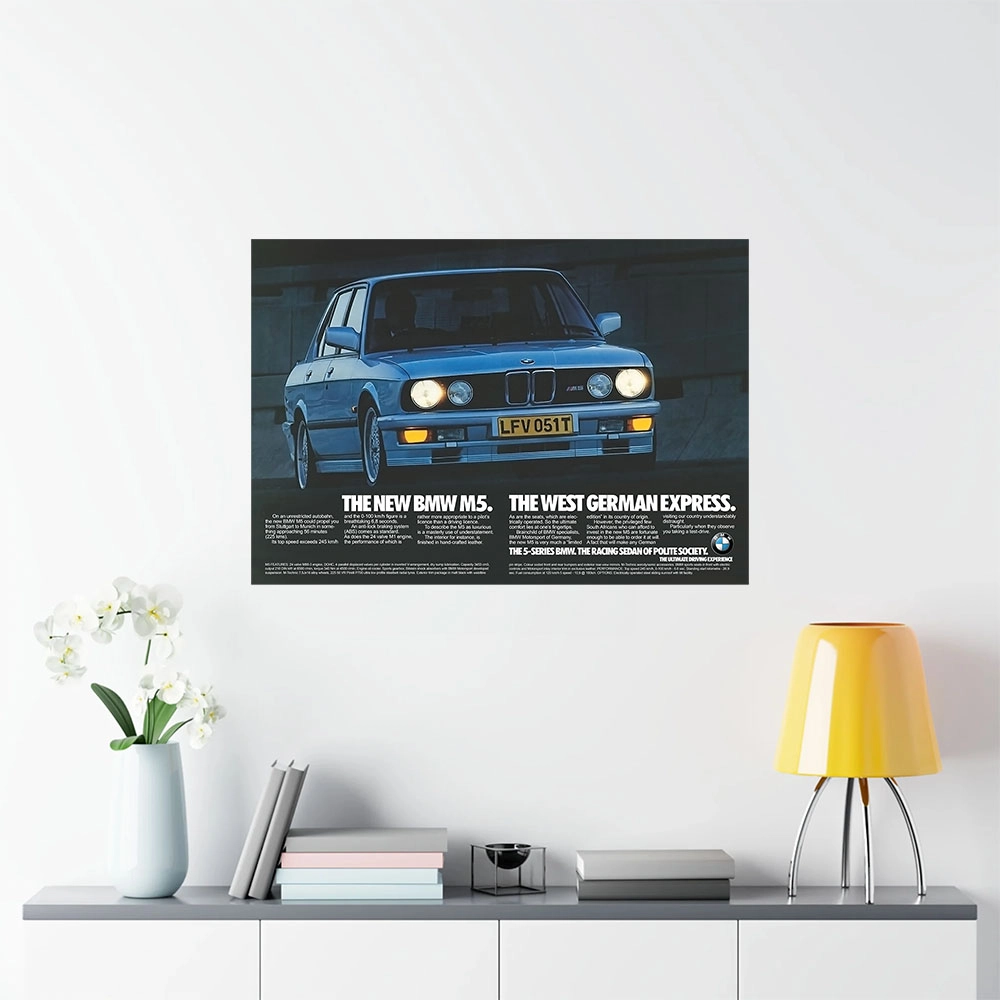 LFV 051T
M5
THE NEW BMW M5. THE WEST GERMAN EXPRESS.
On an unrestricted autobahn,
the new BMW M5 could propel you
from Stuttgart to Munich in some-
thing approaching 56 minutes
(225 kms).
Its top speed exceeds 245 km/h
and the 0-100 km/h figure is a
breathtaking 6,8 seconds.
An anti-lock braking system
(ABS) comes as standard.
As does the 24 valve M1 engine,
the performance of which is
rather more appropriate to a pilot's
licence than a driving licence.
To describe the M5 as luxurious
is a masterly use of understatement.
The interior for instance, is
finished in hand-crafted leather.
As are the seats, which are elec-
trically operated. So the ultimate
comfort lies at one's fingertips.
Brainchild of BMW specialists,
BMW Motorsport of Germany,
the new M5 is very much a "limited
edition" in its country of origin.
However, the privileged few
South Africans who can afford to
invest in the new M5 are fortunate
enough to be able to order it at will.
A fact that will make any German
visiting our country understandably
distraught.
Particularly when they observe
you taking a test-drive.
THE 5-SERIES BMW. THE RACING SEDAN OF POLITE SOCIETY.
THE ULTIMATE DRIVING EXPERIENCE